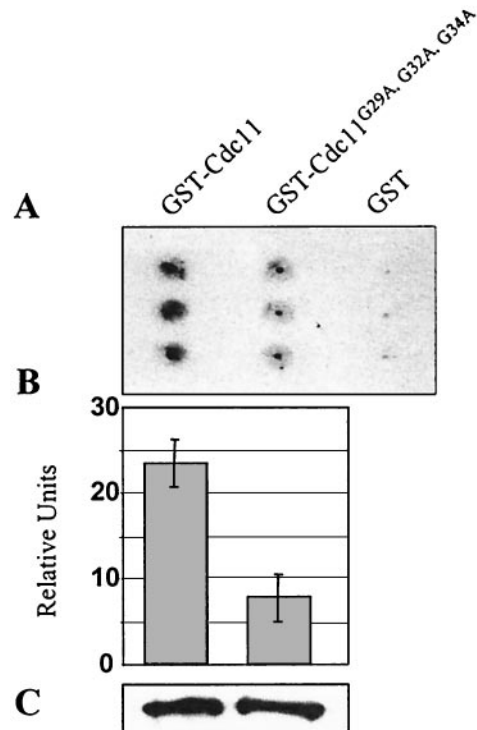 GST-Cdc11
GST-Cdc11G29A, G32A, G34A
GST
A
B
30
20
10
0
Relative Units
C